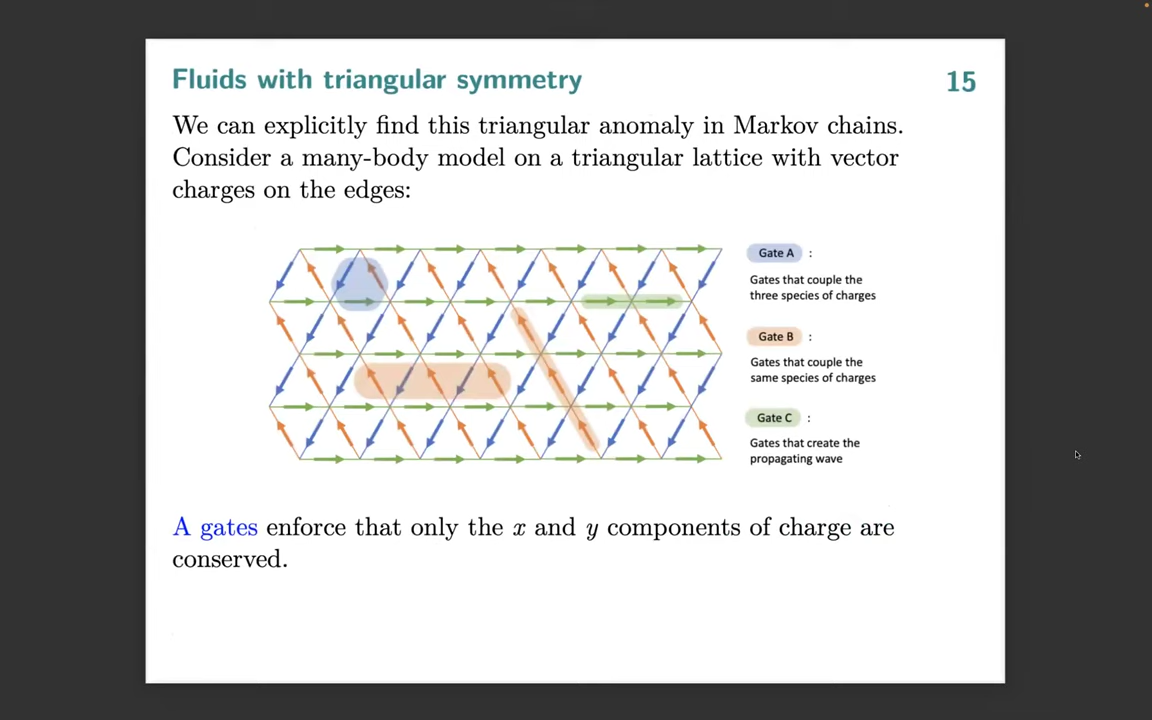 Fluids with triangular symmetry 15
We can explicitly find this triangular anomaly in Markov chains.
Consider a many-body model on a triangular lattice with vector
charges on the edges:
Gate A :
Gates that couple the
three species of charges
Gate B :
Gates that couple the
same species of charges
Gate C :
Gates that create the
propagating wave
A gates enforce that only the x and y components of charge are
conserved.